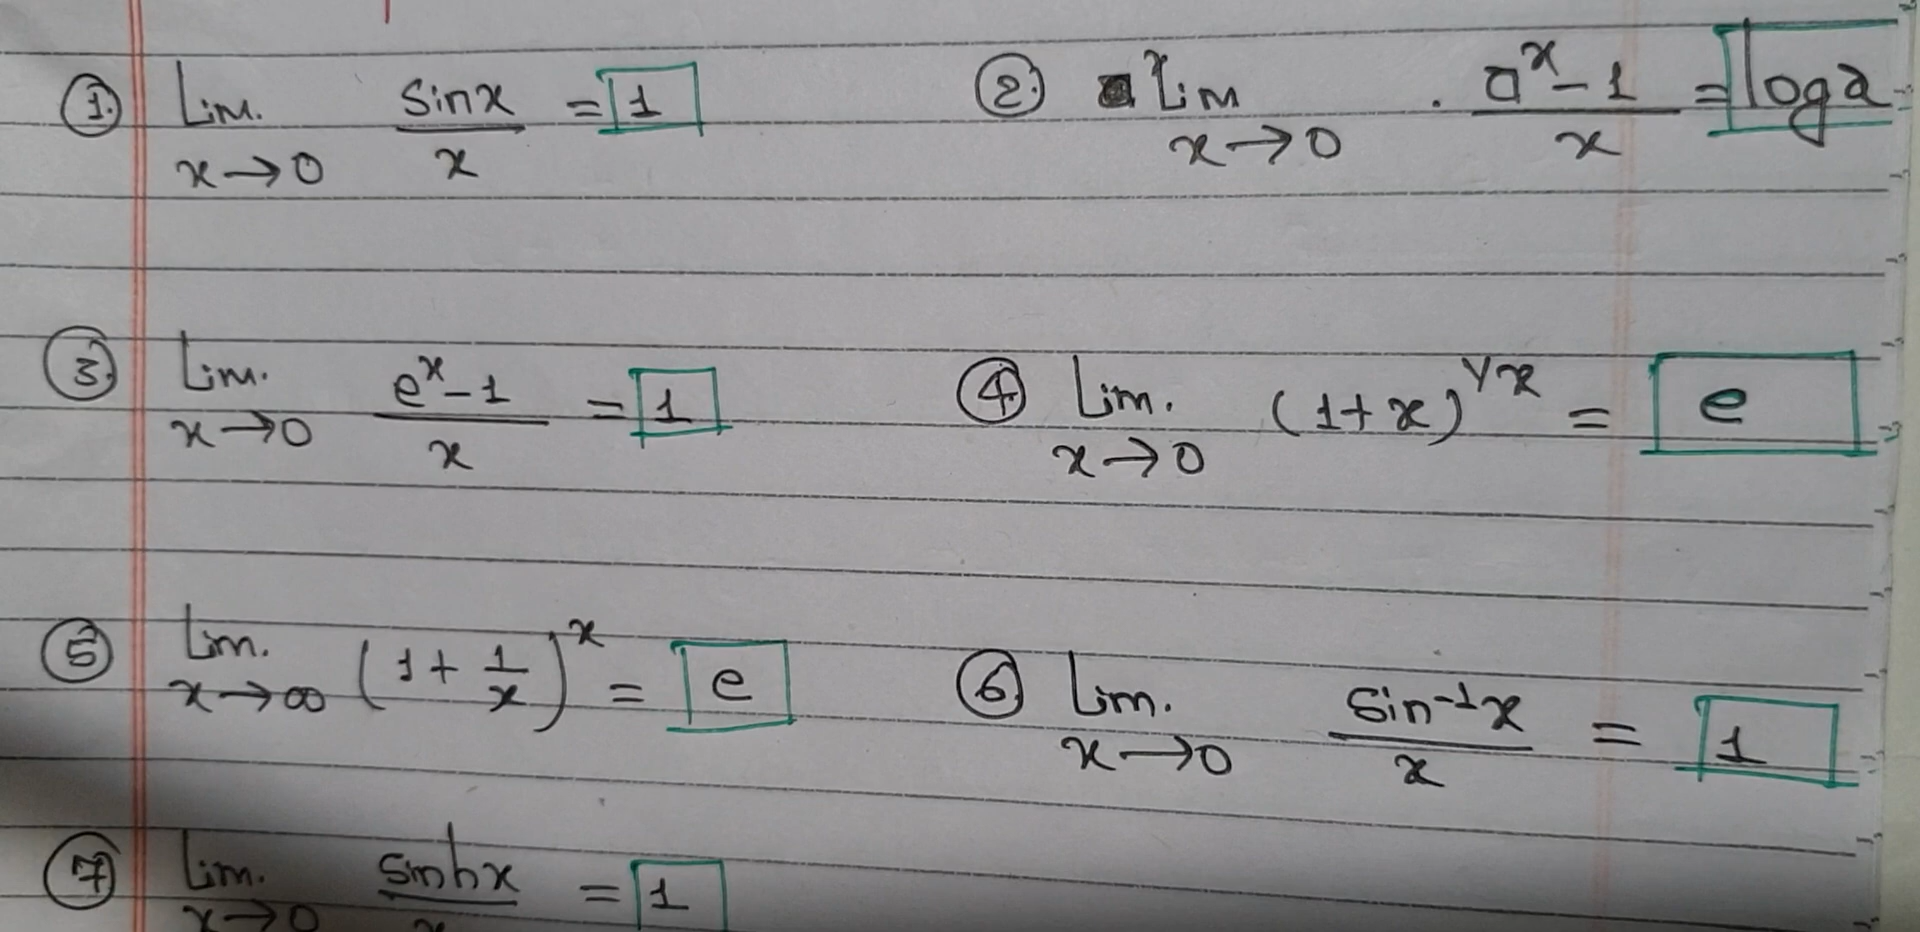 ① Lim. x→0 sinx/x = 1
② Lim x→0 . a^x-1/x = log a
③ Lim. x→0 e^x-1/x = 1
④ Lim. x→0 (1+x)^1/x = e
⑤ Lim. x→∞ (1+1/x)^x = e
⑥ Lim. x→0 sin^-1x/x = 1
⑦ Lim. x→0 sinhx/x = 1